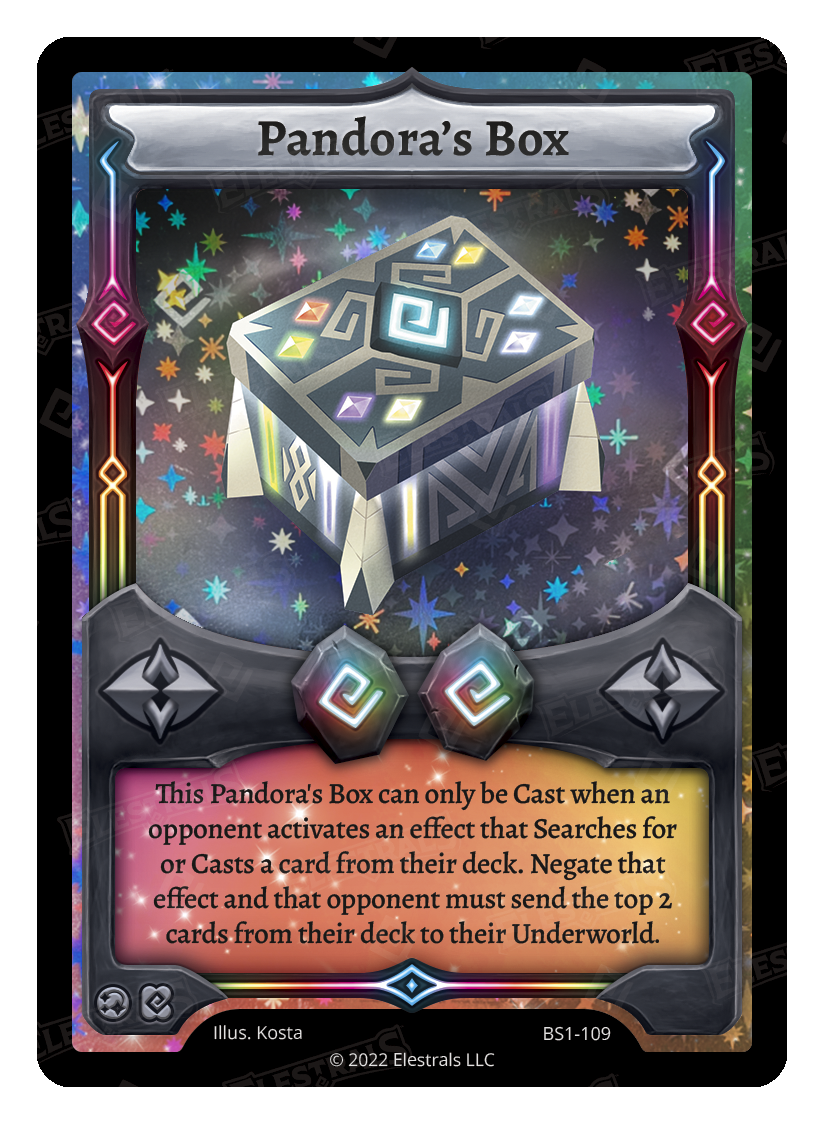 Pandora's Box
This Pandora's Box can only be Cast when an
opponent activates an effect that Searches for
or Casts a card from their deck. Negate that
effect and that opponent must send the top 2
cards from their deck to their Underworld.
Illus. Kosta
BS1-109
© 2022 Elestrals LLC